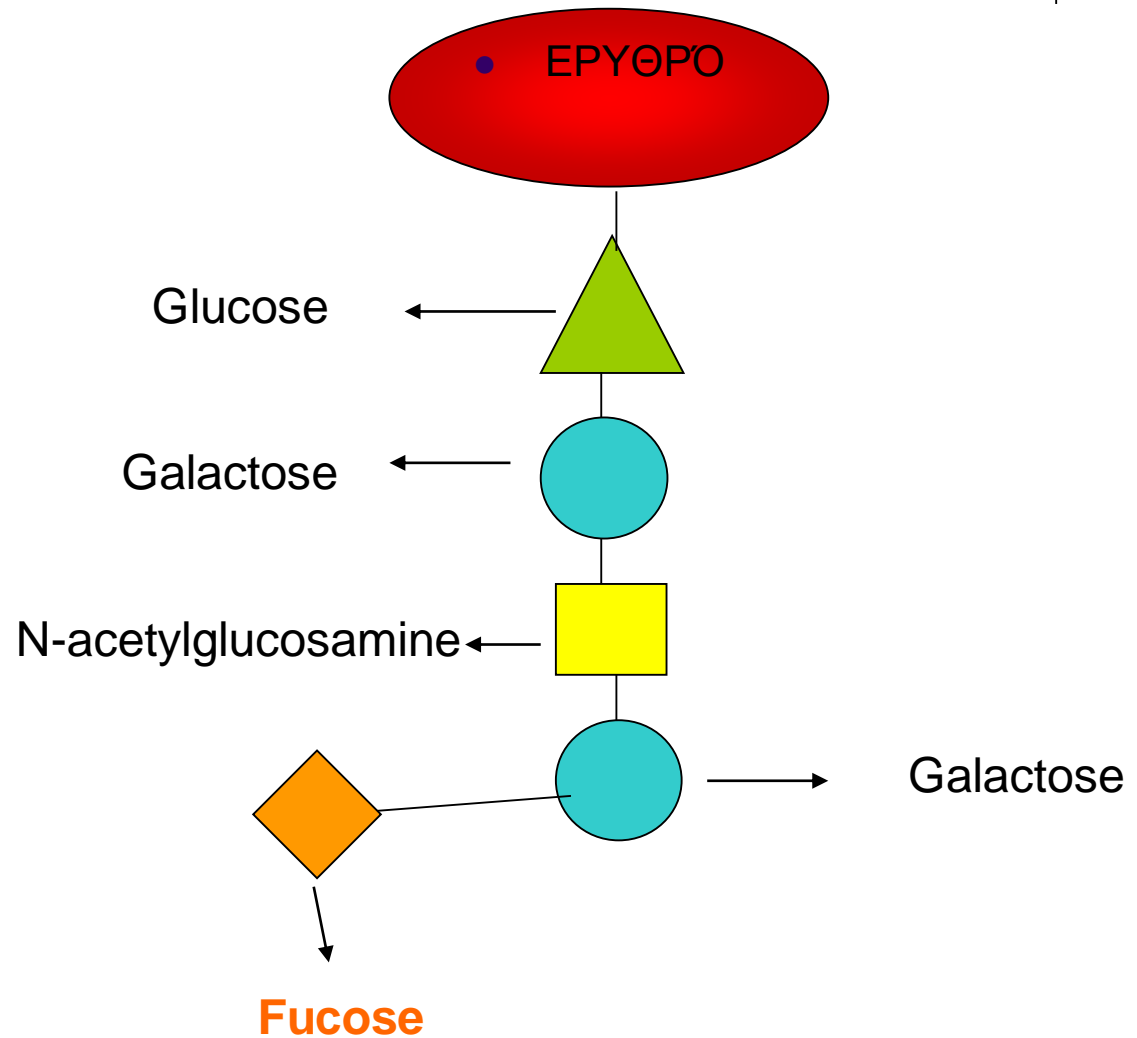 • ΕΡΥΘΡΌ
Glucose
Galactose
N-acetylglucosamine
Galactose
Fucose